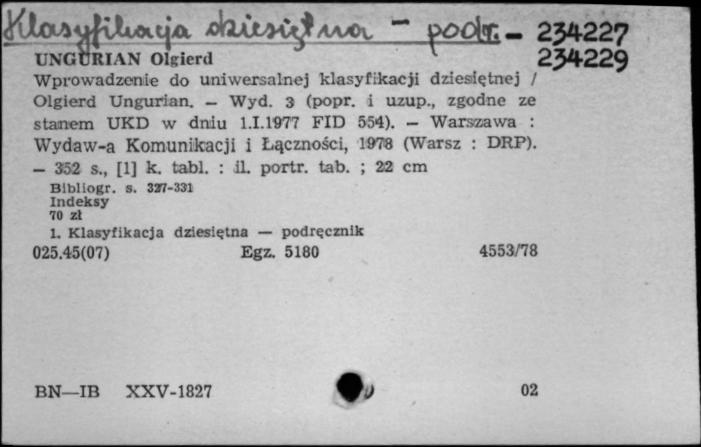 Klasyfikacja dziesiętna - podr. - 234227
234229
UNGURIAN Olgierd
Wprowadzenie do uniwersalnej klasyfikacji dziesiętnej /
Olgierd Ungurian. — Wyd. 3 (popr. i uzup., zgodne ze
stanem UKD w dniu 1.I.1977 FID 554). — Warszawa :
Wydaw-a Komunikacji i Łączności, 1978 (Warsz : DRP).
— 352 s., [1] k. tabl. : il. portr. tab. ; 22 cm
Bibliogr. s. 327-331
Indeksy
70 zł
1. Klasyfikacja dziesiętna — podręcznik
025.45(07) Egz. 5180 4553/78
BN—IB XXV-1827 02